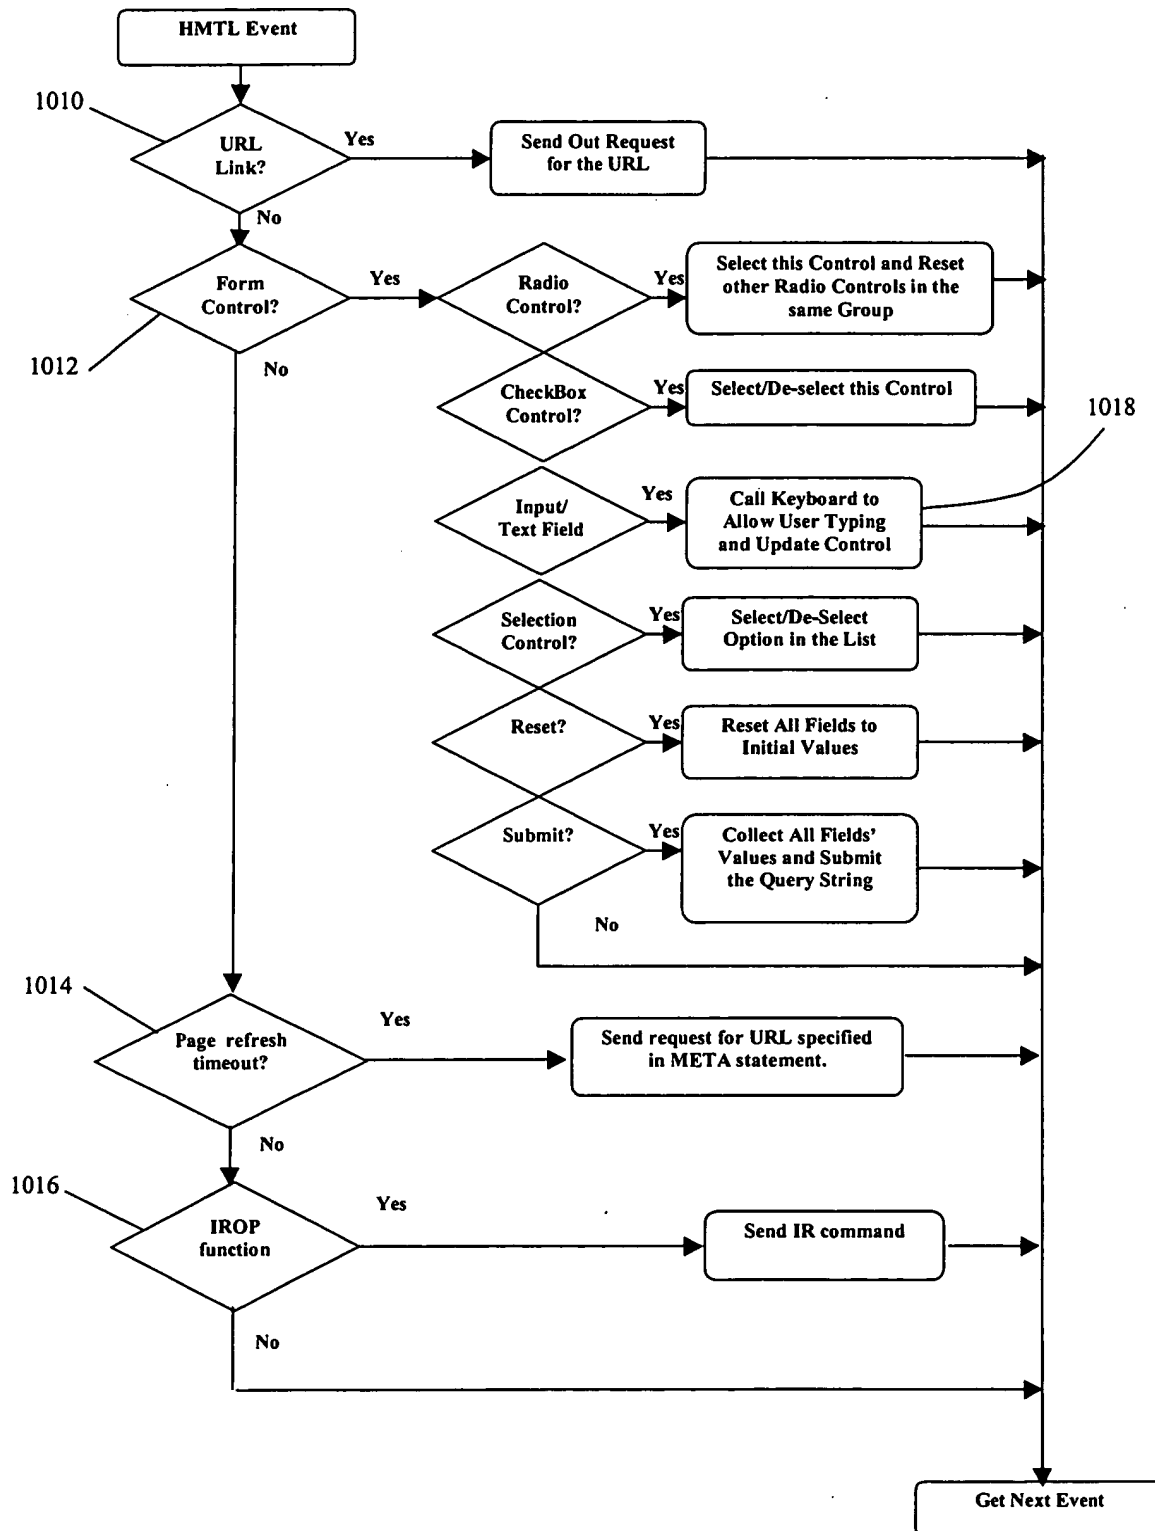 HMTL Event
1010
URL
Link?
Yes
Send Out Request
for the URL
No
Form
Control?
Yes
1012
No
Radio
Control?
Yes
Select this Control and Reset
other Radio Controls in the
same Group
CheckBox
Control?
Yes
Select/De-select this Control
1018
Input/
Text Field
Yes
Call Keyboard to
Allow User Typing
and Update Control
Selection
Control?
Yes
Select/De-Select
Option in the List
Reset?
Yes
Reset All Fields to
Initial Values
Submit?
Yes
Collect All Fields'
Values and Submit
the Query String
No
1014
Page refresh
timeout?
Yes
Send request for URL specified
in META statement.
No
1016
IROP
function
Yes
Send IR command
No
Get Next Event